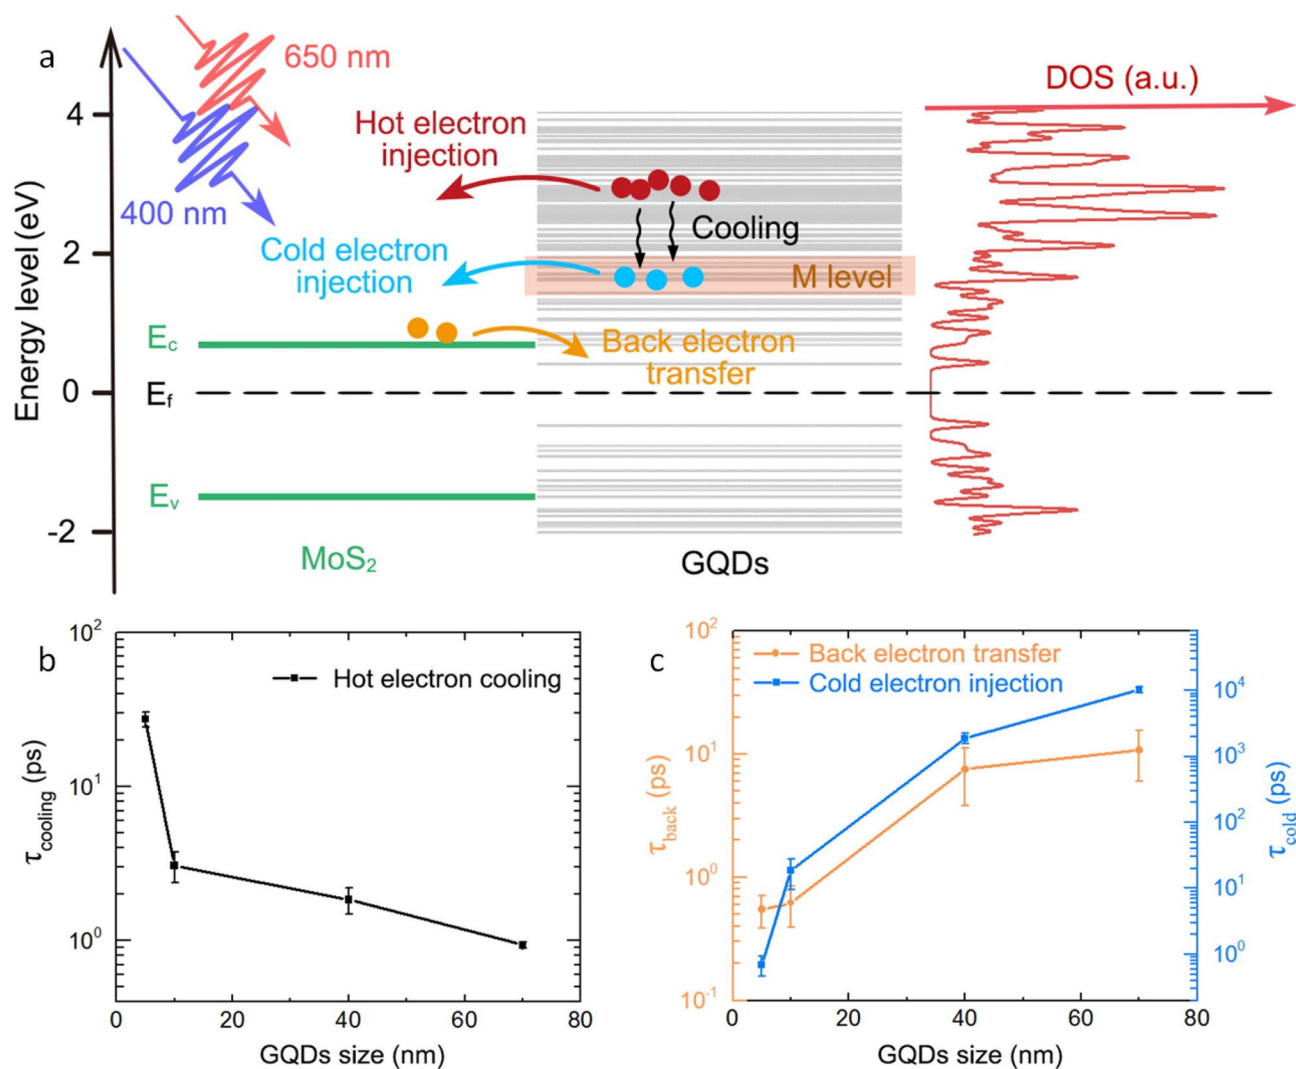 a
650 nm
400 nm
DOS (a.u.)
Energy level (eV)
4
2
0
-2
Hot electron
injection
Cooling
Cold electron
injection
M level
Back electron
transfer
Ec
Ef
Ev
MoS₂
GQDs
b
Hot electron cooling
τcooling (ps)
10²
10¹
10⁰
0
20
40
60
80
GQDs size (nm)
c
Back electron transfer
Cold electron injection
τback (ps)
10²
10¹
10⁰
10⁻¹
τcold (ps)
10⁴
10³
10²
10¹
10⁰
0
20
40
60
80
GQDs size (nm)